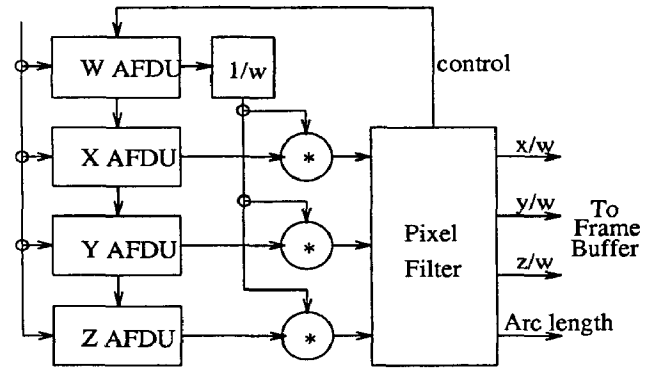 W AFDU
1/w
control
X AFDU
*
x/w
Y AFDU
*
Pixel
Filter
y/w
z/w
To
Frame
Buffer
Z AFDU
*
Arc length